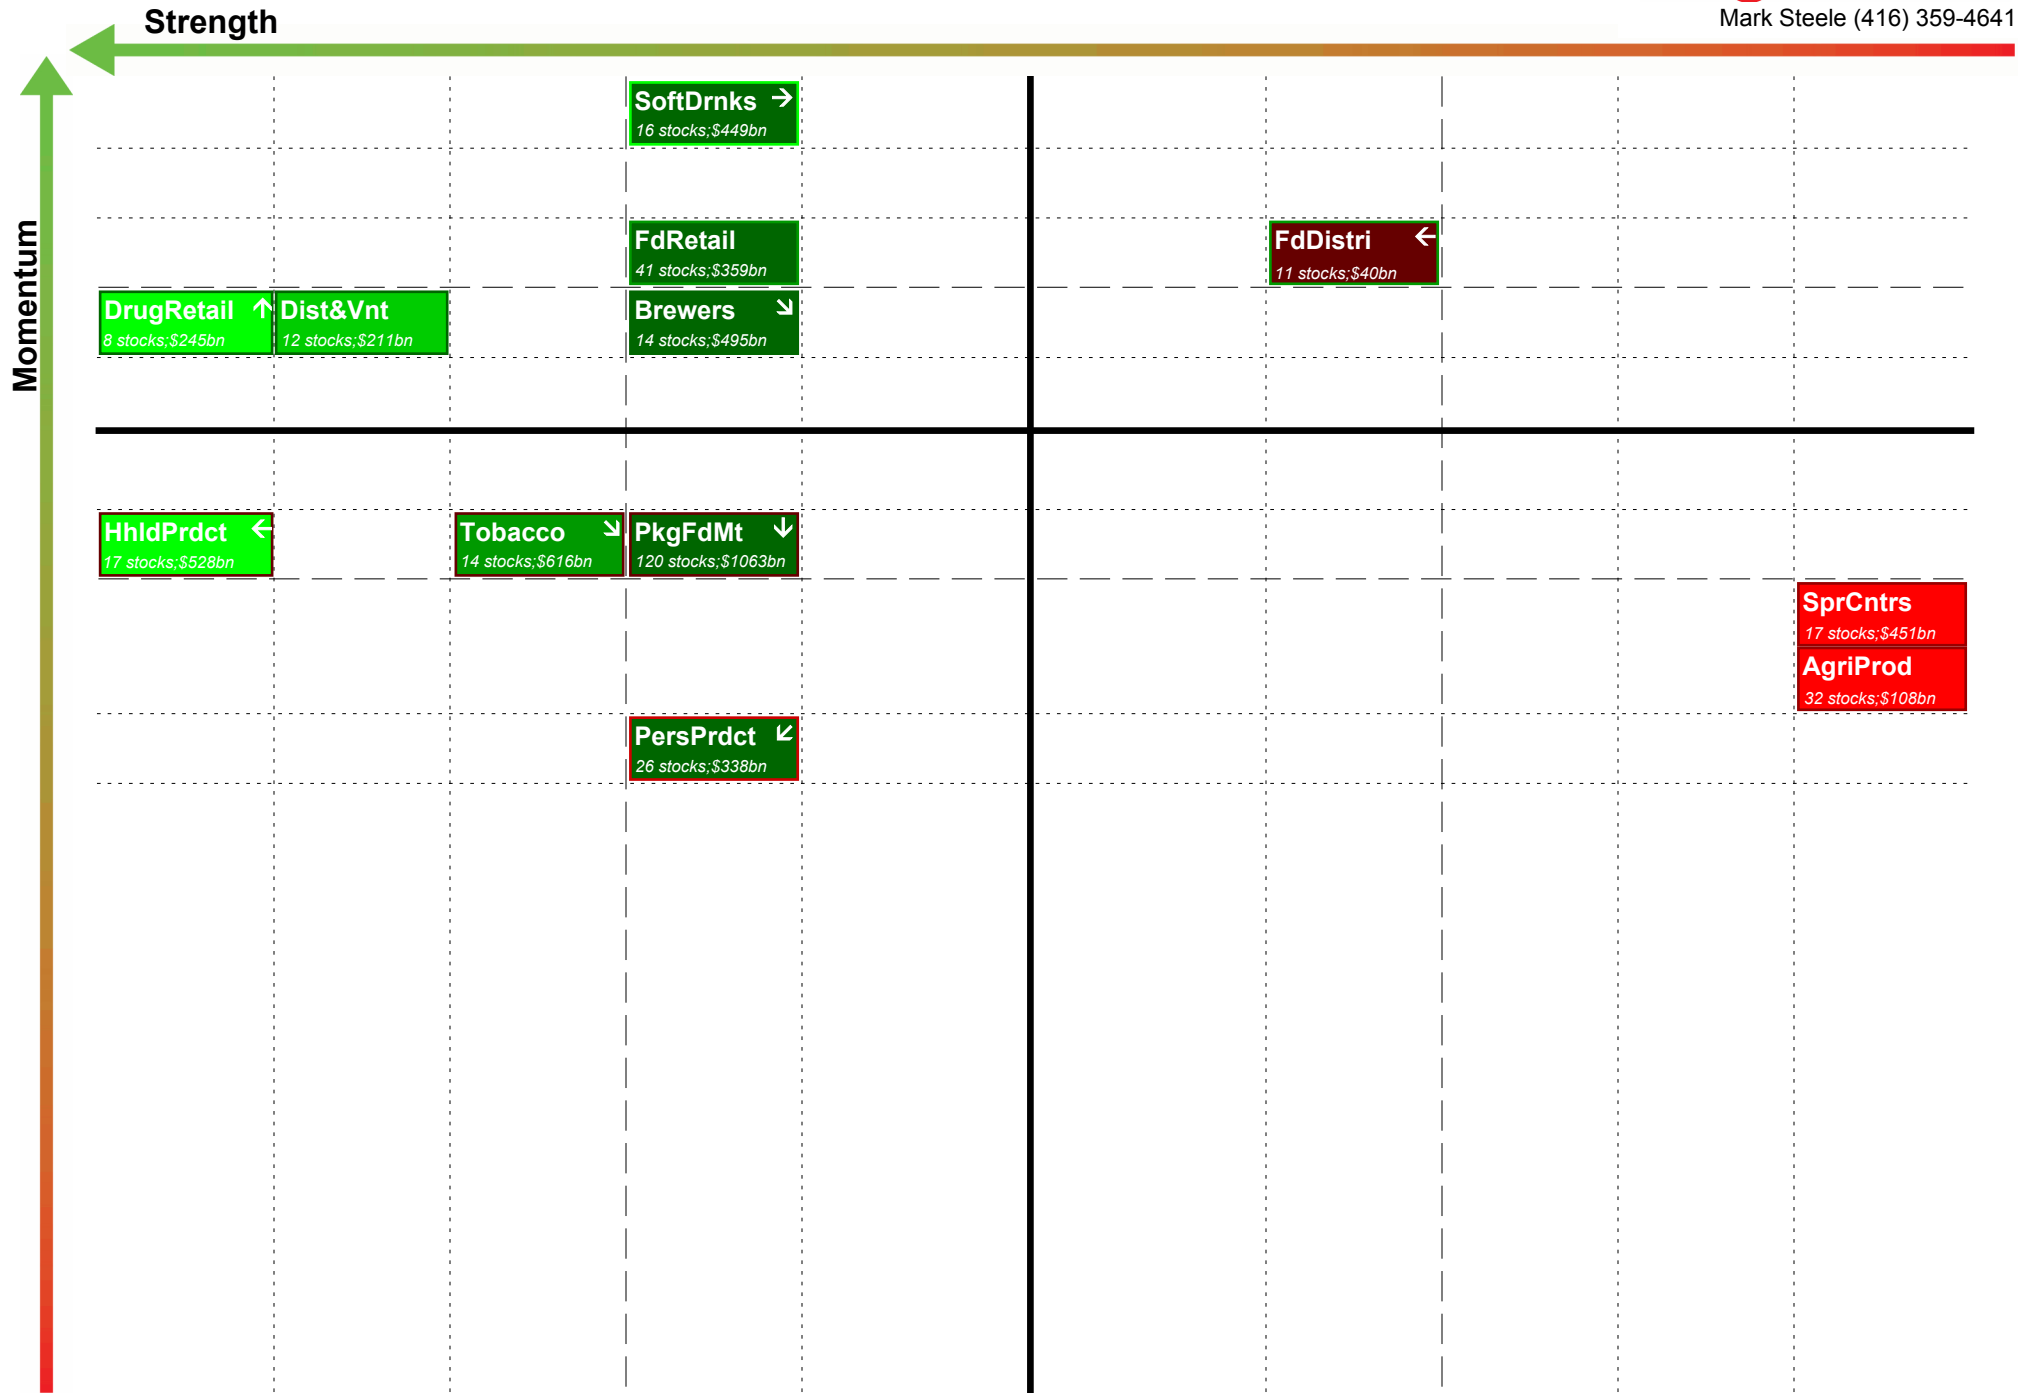 Strength
Mark Steele (416) 359-4641
Momentum
SoftDrnks →
16 stocks;$449bn
FdRetail
41 stocks;$359bn
FdDistri ←
11 stocks;$40bn
DrugRetail ↑
8 stocks;$245bn
Dist&Vnt
12 stocks;$211bn
Brewers ↘
14 stocks;$495bn
HhldPrdct ←
17 stocks;$528bn
Tobacco ↘
14 stocks;$616bn
PkgFdMt ↓
120 stocks;$1063bn
SprCntrs
17 stocks;$451bn
AgriProd
32 stocks;$108bn
PersPrdct ↙
26 stocks;$338bn